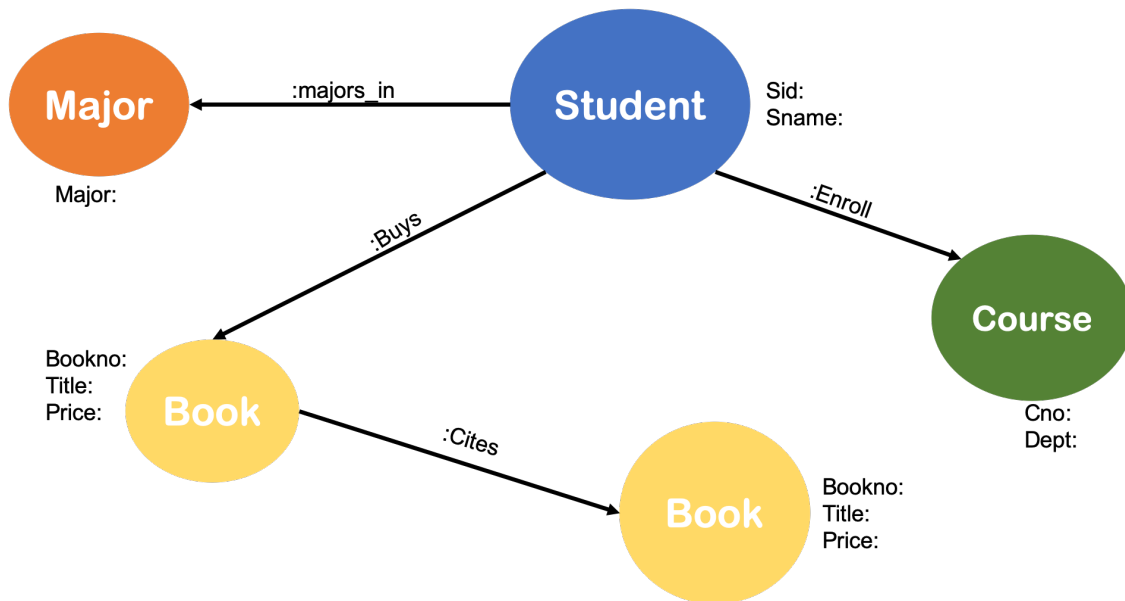 Major
:majors_in
Student
Sid:
Sname:
Major:
:Buys
:Enroll
Course
Cno:
Dept:
Bookno:
Title:
Price:
Book
:Cites
Book
Bookno:
Title:
Price: